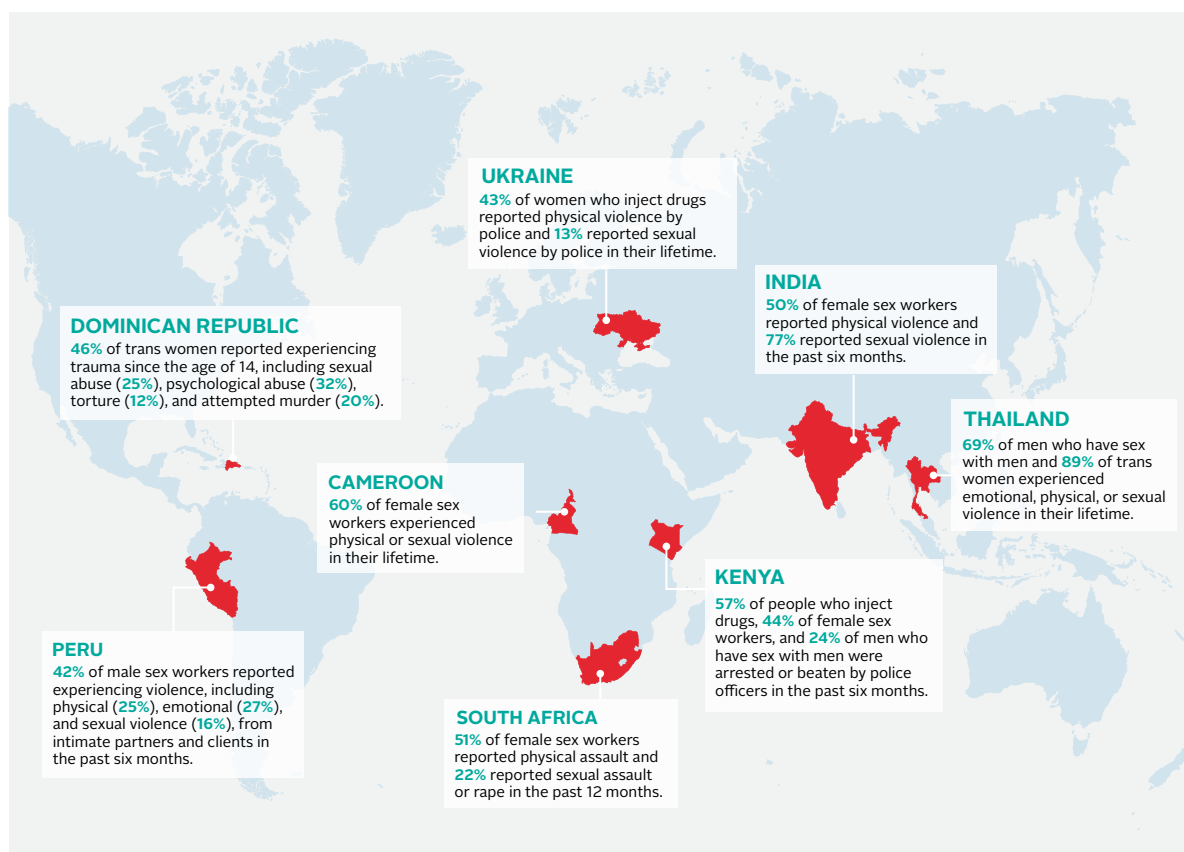 UKRAINE
43% of women who inject drugs
reported physical violence by
police and 13% reported sexual
violence by police in their lifetime.
INDIA
50% of female sex workers
reported physical violence and
77% reported sexual violence in
the past six months.
DOMINICAN REPUBLIC
46% of trans women reported experiencing
trauma since the age of 14, including sexual
abuse (25%), psychological abuse (32%),
torture (12%), and attempted murder (20%).
THAILAND
69% of men who have sex
with men and 89% of trans
women experienced
emotional, physical, or sexual
violence in their lifetime.
CAMEROON
60% of female sex
workers experienced
physical or sexual violence
in their lifetime.
KENYA
57% of people who inject
drugs, 44% of female sex
workers, and 24% of men who
have sex with men were
arrested or beaten by police
officers in the past six months.
PERU
42% of male sex workers reported
experiencing violence, including
physical (25%), emotional (27%),
and sexual violence (16%), from
intimate partners and clients in
the past six months.
SOUTH AFRICA
51% of female sex workers
reported physical assault and
22% reported sexual assault
or rape in the past 12 months.